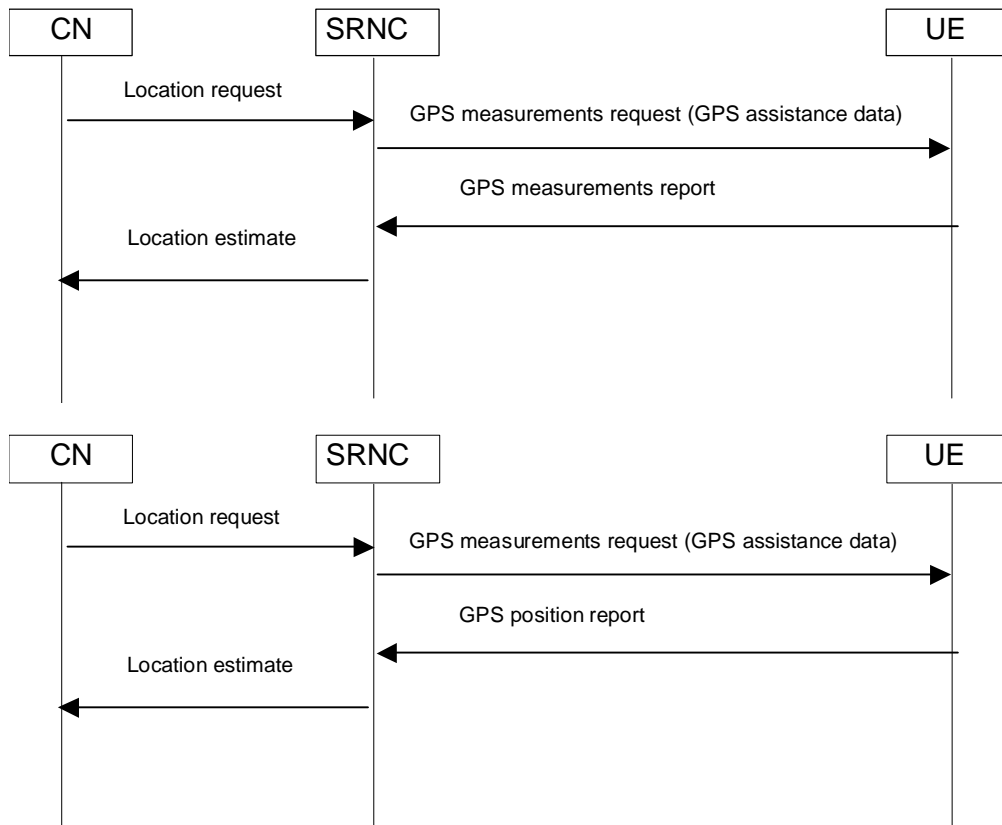 CN
SRNC
UE
Location request
GPS measurements request (GPS assistance data)
GPS measurements report
Location estimate
CN
SRNC
UE
Location request
GPS measurements request (GPS assistance data)
GPS position report
Location estimate